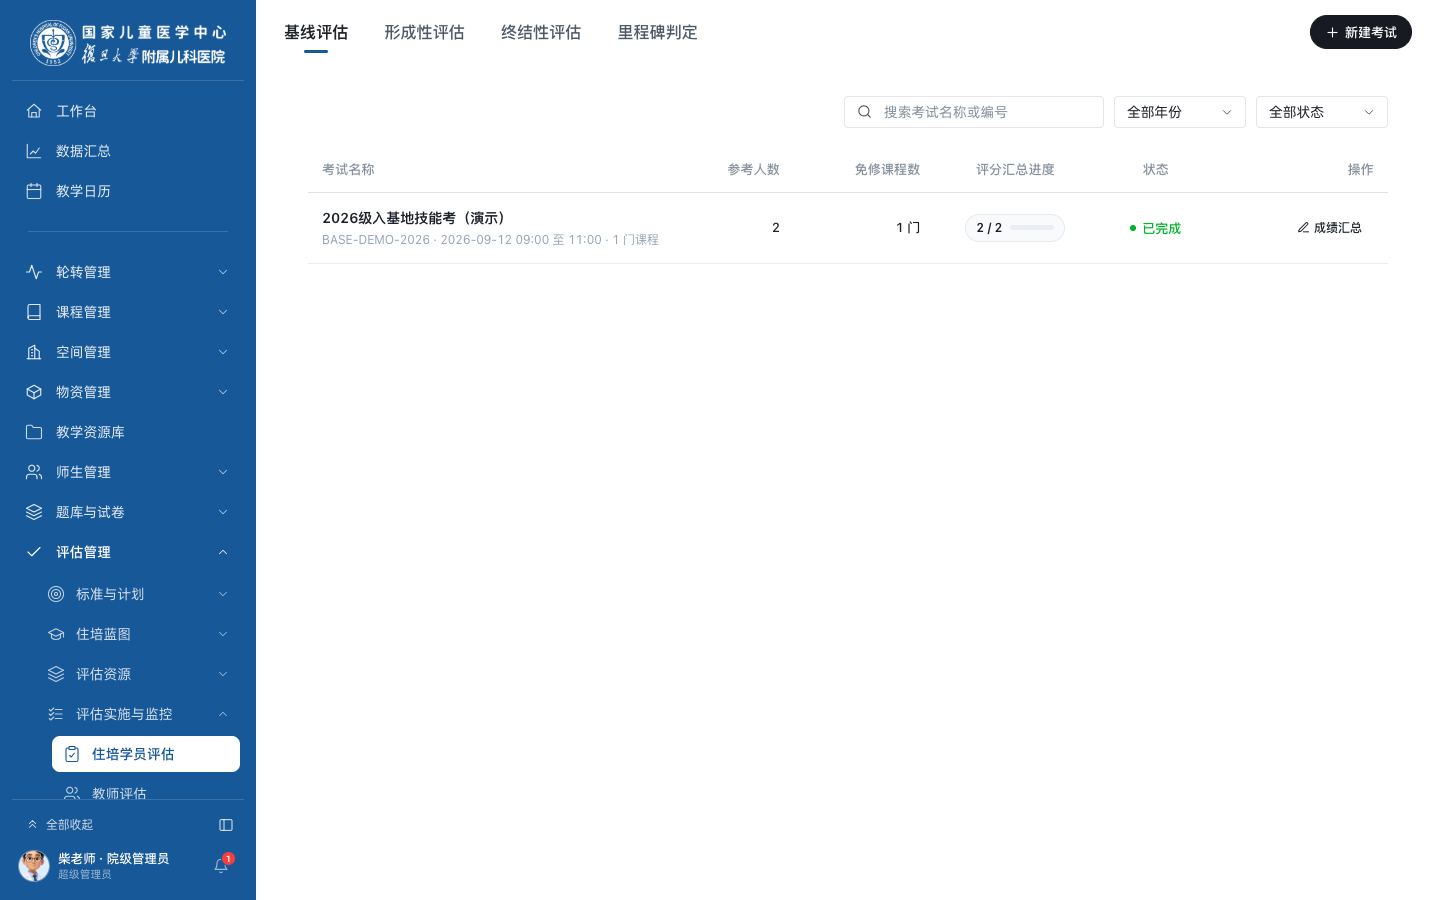 国家儿童医学中心
復旦大学附属儿科医院
1952
工作台
数据汇总
教学日历
轮转管理
课程管理
空间管理
物资管理
教学资源库
师生管理
题库与试卷
评估管理
标准与计划
住培蓝图
评估资源
评估实施与监控
住培学员评估
教师评估
全部收起
柴老师 · 院级管理员
超级管理员
1
基线评估 形成性评估 终结性评估 里程碑判定
新建考试
搜索考试名称或编号 全部年份 全部状态
考试名称 参考人数 免修课程数 评分汇总进度 状态 操作
2026级入基地技能考（演示） 2 1 门 2 / 2 已完成 成绩汇总
BASE-DEMO-2026 · 2026-09-12 09:00 至 11:00 · 1 门课程